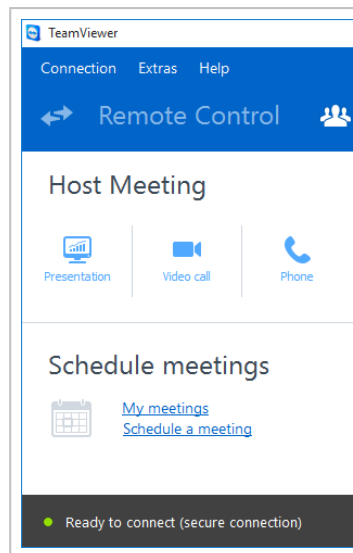 TeamViewer
Connection Extras Help
Remote Control
Host Meeting
Presentation Video call Phone
Schedule meetings
My meetings
Schedule a meeting
Ready to connect (secure connection)